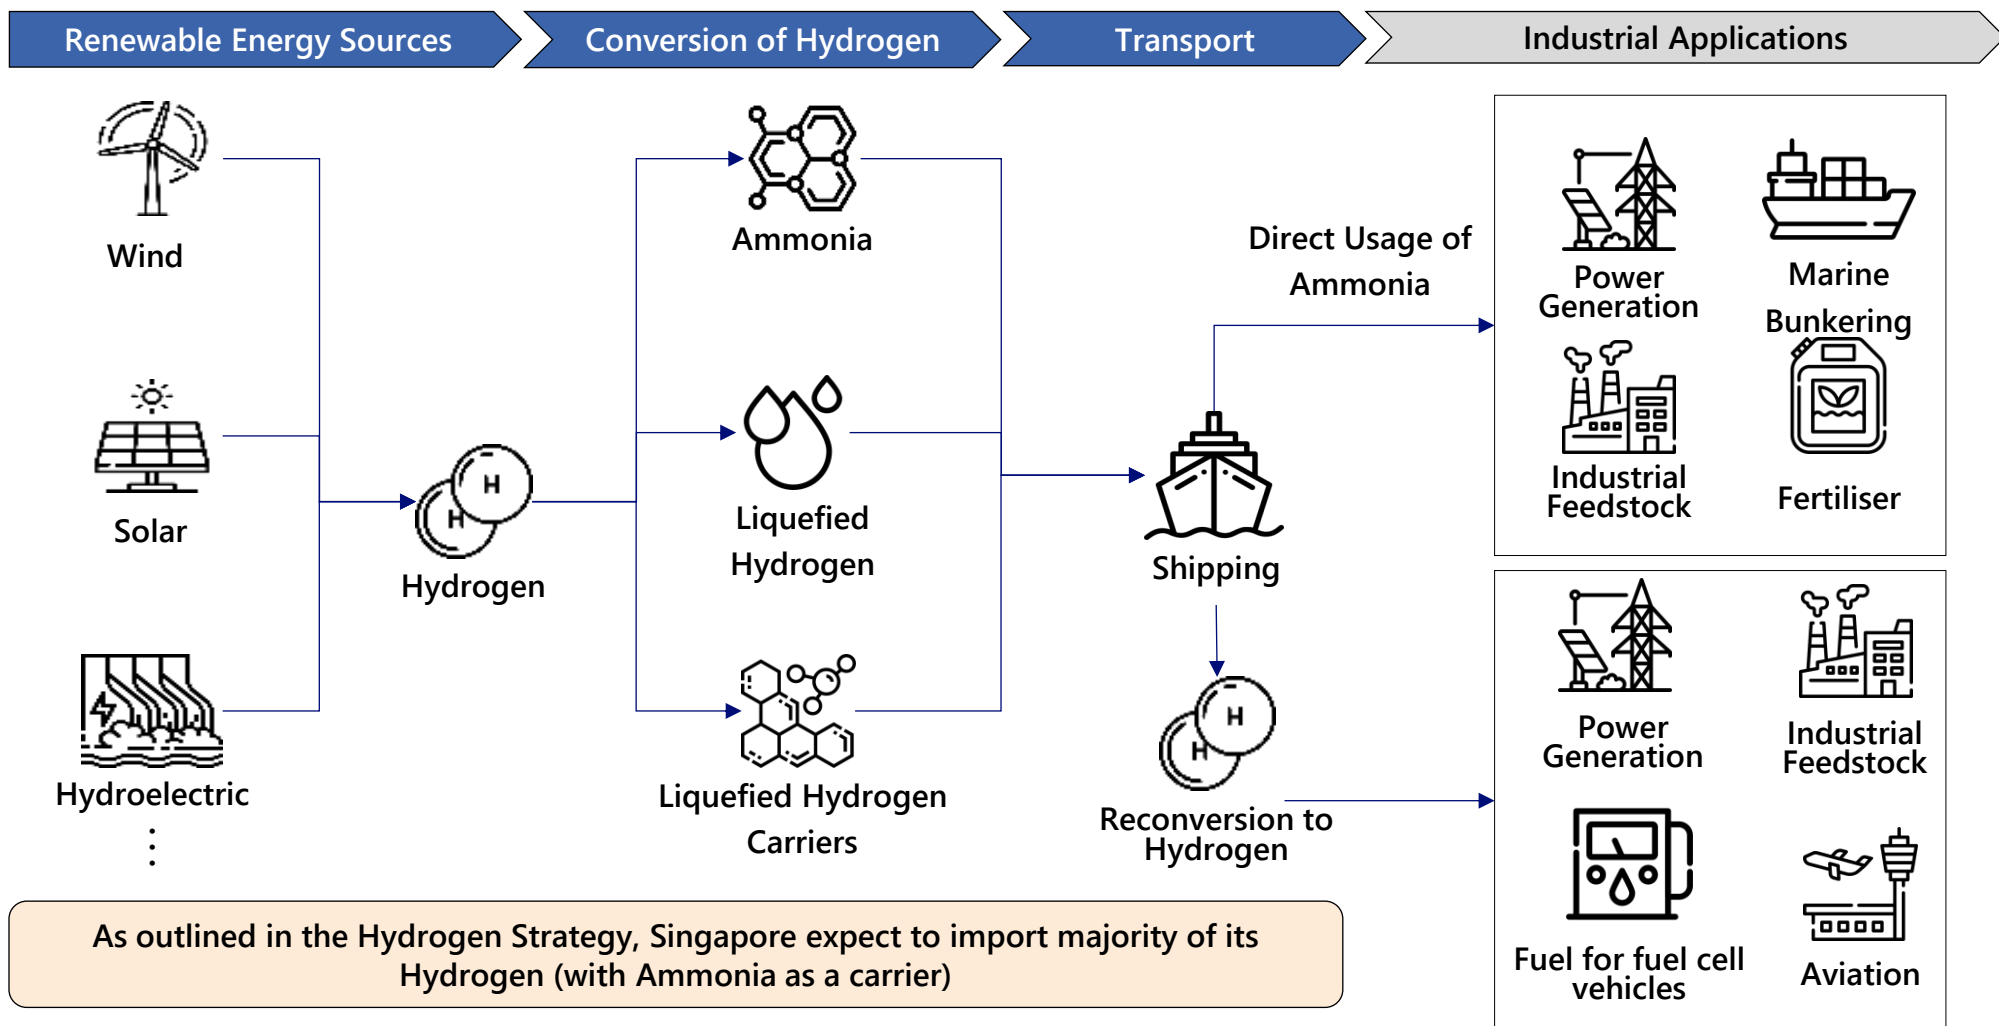 Renewable Energy Sources
Conversion of Hydrogen
Transport
Industrial Applications
Wind
Solar
Hydroelectric
H
H
Hydrogen
Ammonia
Liquefied
Hydrogen
Liquefied Hydrogen
Carriers
Shipping
Direct Usage of
Ammonia
H
H
Reconversion to
Hydrogen
Power
Generation
Marine
Bunkering
Industrial
Feedstock
Fertiliser
Power
Generation
Industrial
Feedstock
Fuel for fuel cell
vehicles
Aviation
As outlined in the Hydrogen Strategy, Singapore expect to import majority of its
Hydrogen (with Ammonia as a carrier)